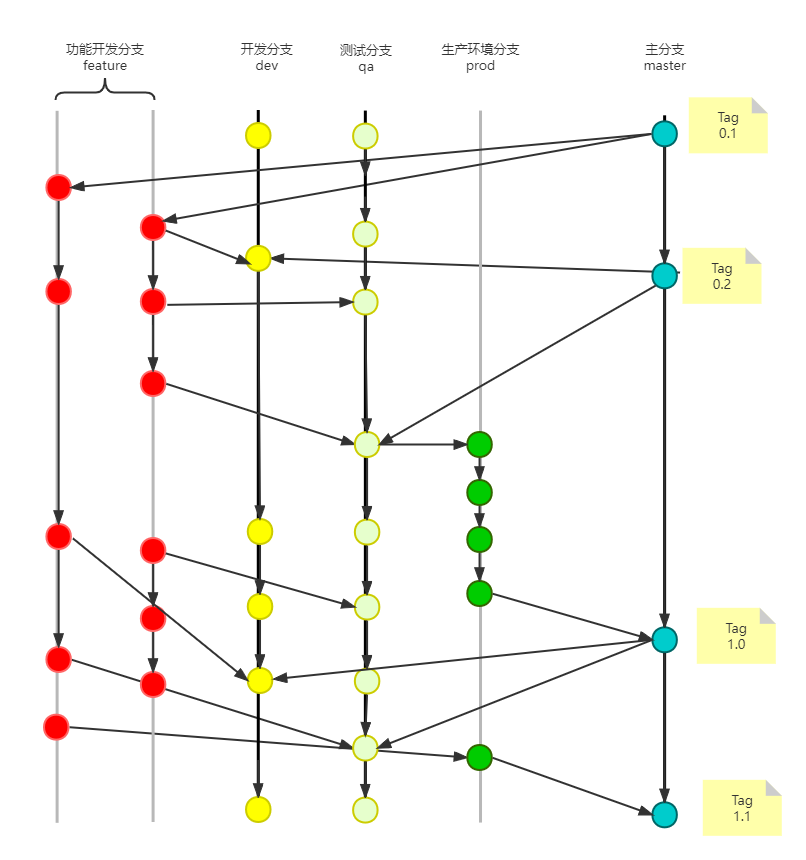 功能开发分支
feature
开发分支
dev
测试分支
qa
生产环境分支
prod
主分支
master
Tag
0.1
Tag
0.2
Tag
1.0
Tag
1.1